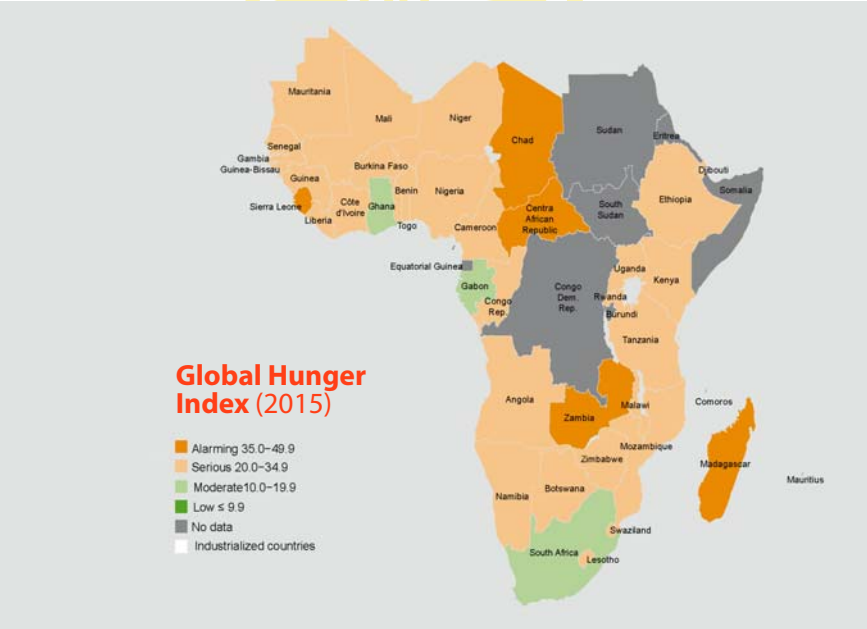 Mauritania
Mali
Niger
Chad
Sudan
Eritrea
Senegal
Gambia
Guinea-Bissau
Guinea
Burkina Faso
Djibouti
Somalia
Sierra Leone
Liberia
Côte
d'Ivoire
Ghana
Benin
Togo
Nigeria
Cameroon
Centra
African
Republic
South
Sudan
Ethiopia
Equatorial Guinea
Gabon
Congo
Rep.
Congo
Dem.
Rep.
Uganda
Kenya
Rwanda
Burundi
Tanzania
Angola
Zambia
Malawi
Comoros
Mozambique
Zimbabwe
Madagascar
Mauritius
Namibia
Botswana
Swaziland
South Africa
Lesotho
Global Hunger
Index (2015)
Alarming 35.0–49.9
Serious 20.0–34.9
Moderate10.0–19.9
Low ≤ 9.9
No data
Industrialized countries